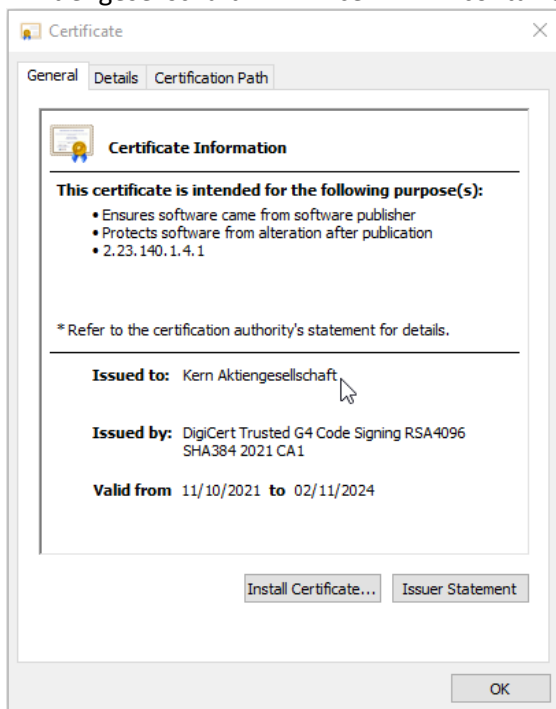 Certificate
General Details Certification Path
Certificate Information
This certificate is intended for the following purpose(s):
• Ensures software came from software publisher
• Protects software from alteration after publication
• 2.23.140.1.4.1
* Refer to the certification authority's statement for details.
Issued to: Kern Aktiengesellschaft
Issued by: DigiCert Trusted G4 Code Signing RSA4096
SHA384 2021 CA1
Valid from 11/10/2021 to 02/11/2024
Install Certificate... Issuer Statement
OK